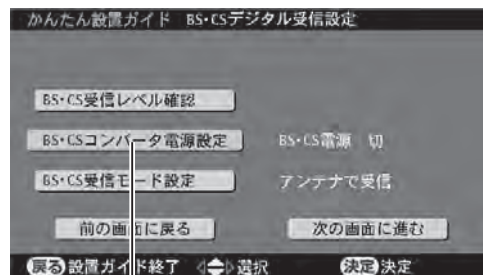 かんたん設置ガイド BS・CSデジタル受信設定
BS・CS受信レベル確認
BS・CSコンバータ電源設定 BS・CS電源 切
BS・CS受信モード設定 アンテナで受信
前の画面に戻る 次の画面に進む
戻る 設置ガイド終了 選択 決定 決定